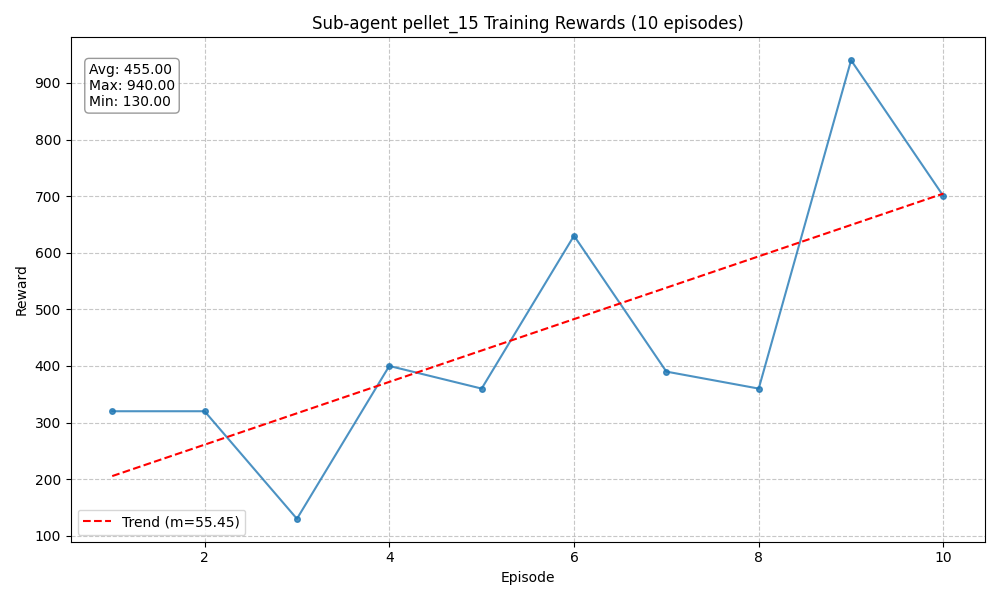 Sub-agent pellet_15 Training Rewards (10 episodes)
Avg: 455.00
Max: 940.00
Min: 130.00
900
800
700
600
500
400
300
200
100
Reward
Trend (m=55.45)
2 4 6 8 10
Episode